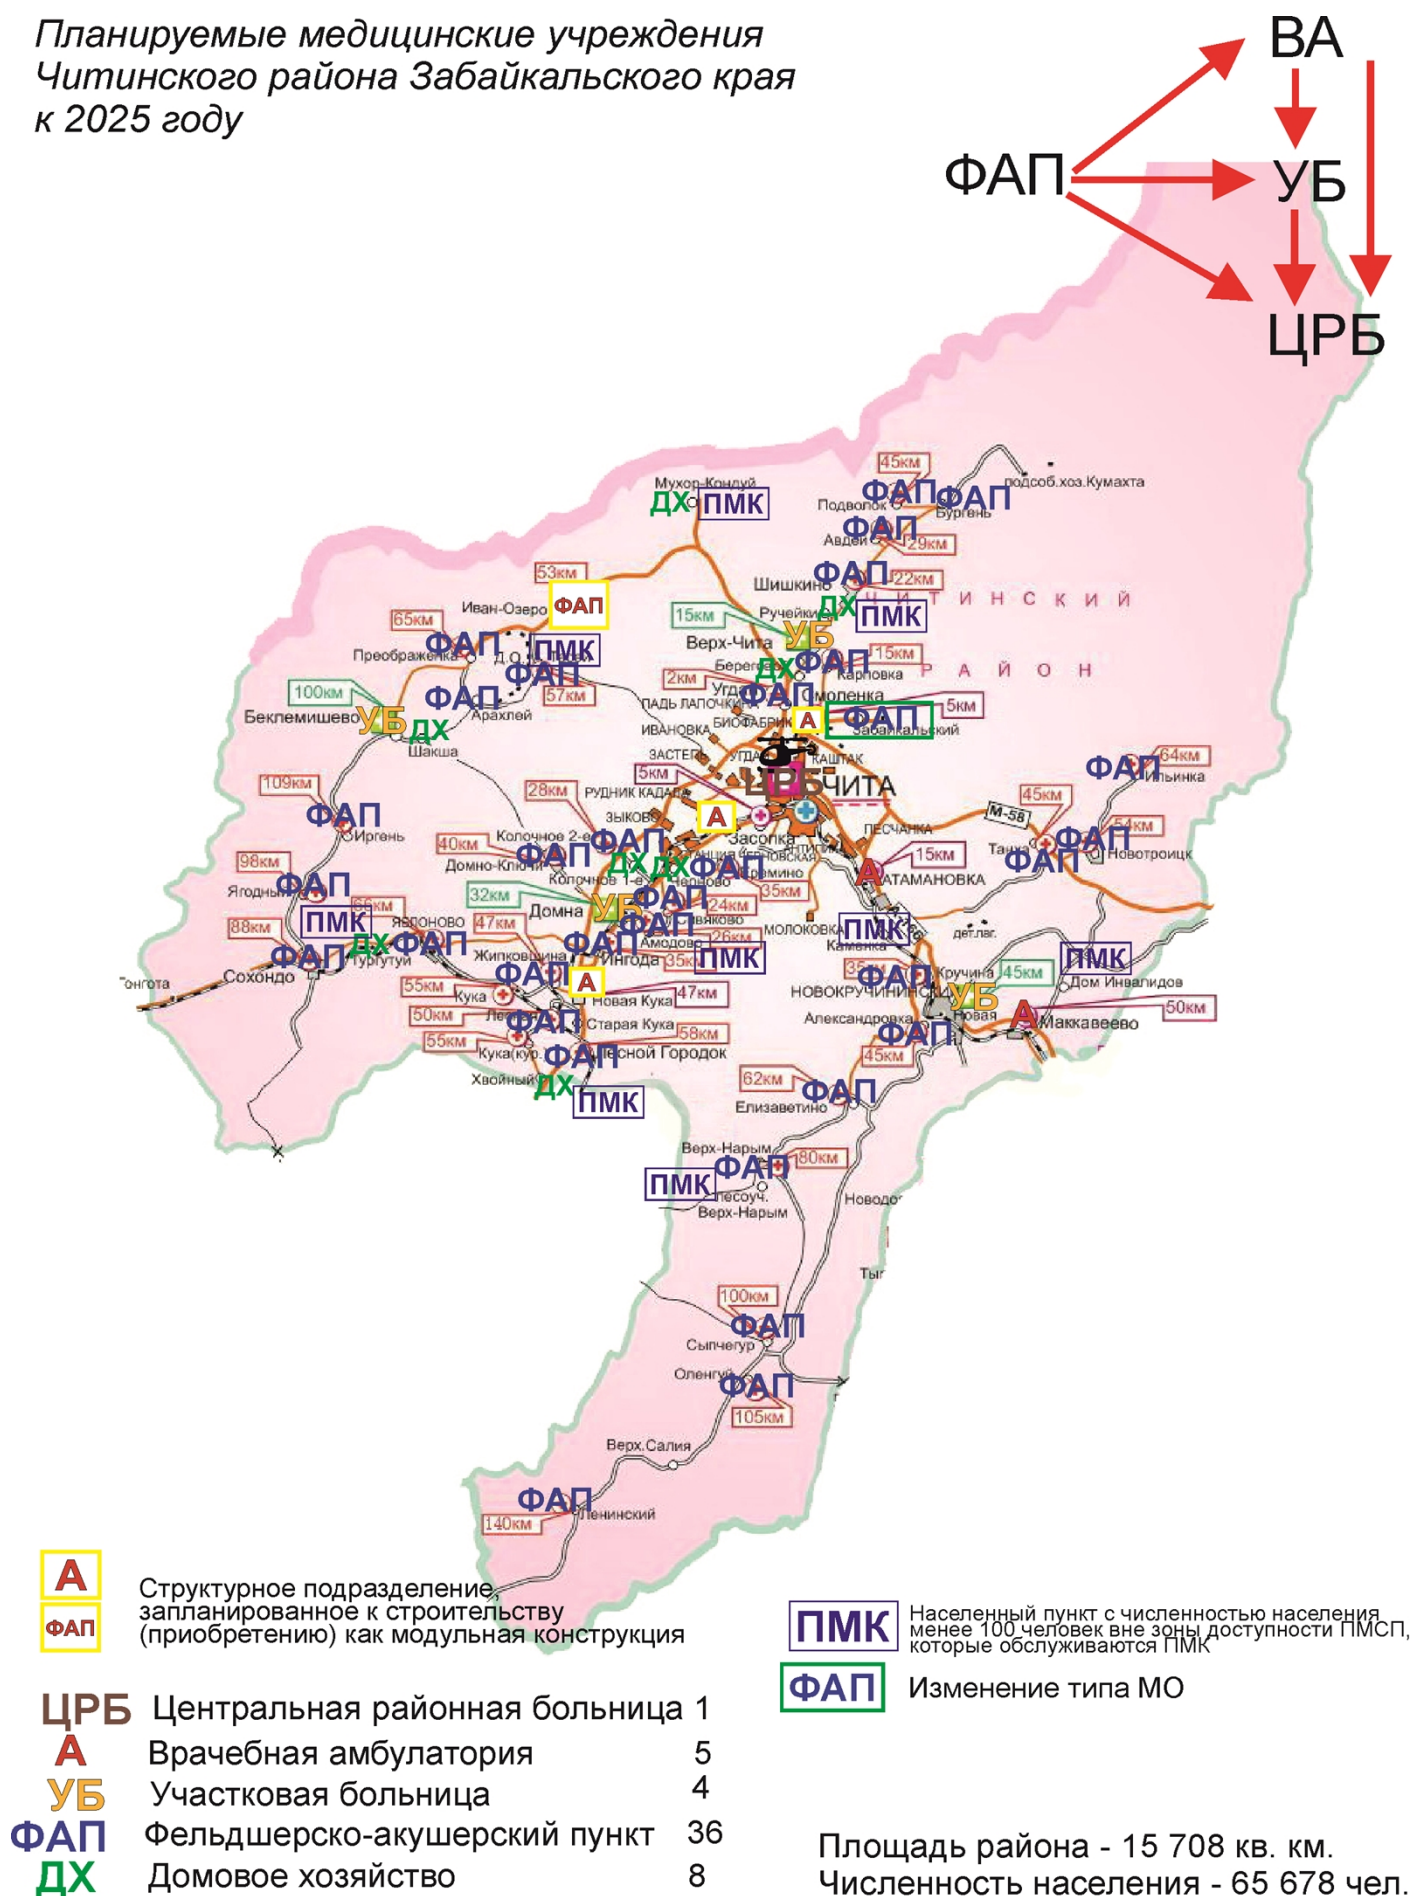 Планируемые медицинские учреждения
Читинского района Забайкальского края
к 2025 году
ВА
ФАП
УБ
ЦРБ
45км
Мухор-Кондуй
ДХ ПМК
ФАП ФАП
подсоб.хоз.Кумахта
Подволок
Бургень
ФАП
Авдей
29км
53км
ФАП
22км
Шишкино
Иван-Озеро
ФАП
ЧИТИНСКИЙ
15км
Ручейки
ДХ
ПМК
65км
УБ
Верх-Чита
ФАП
ПМК
15км
Преображенка
ФАП
ДХ
ФАП
Карповка
РАЙОН
2км
57км
100км
ФАП
ФАП
Смоленка
5км
Беклемишево
УБ
ДХ
Арахлей
ПАДЬ ЛАПОЧКИНА
БИОФАБРИКА
А
ФАП
Забайкальский
Шакша
ИВАНОВКА
ЗАСТЕПЬ
УГДАН
КАШТАК
64км
ФАП
Ильинка
109км
5км
ЦРБ
ЧИТА
28км
РУДНИК КАДАЛА
45км
М-58
ФАП
Иргень
ЗЫКОВО
А
Засопка
АНТИПИХА
ПЕСЧАНКА
54км
40км
Колочное 2-е
ФАП
ФАП
Танха
ФАП
ФАП
Новотроицк
98км
Домно-Ключи
ДХ
ДХ
ФАП
15км
Ягодный
ФАП
Колочное 1-е
Черново
Еремино
А
АТАМАНОВКА
32км
35км
ПМК
66км
УБ
ФАП
24км
88км
ЯБЛОНОВО
47км
Домна
Сивяково
ФАП
МОЛОКОВКА
ПМК
дет.лаг.
ДХ
ФАП
ФАП
Амодово
26км
Каменка
ФАП
Тургутуй
Жипковщина
Ингода
35км
ПМК
ПМК
Сохондо
ФАП
А
35км
ФАП
Кручина
45км
Дом Инвалидов
55км
Кука
Новая Кука
47км
НОВОКРУЧИНИНСКИЙ
УБ
Новая
А
50км
50км
ФАП
Старая Кука
Александровка
ФАП
Маккавеево
55км
58км
Кука(кур.
ФАП
Лесной Городок
45км
Хвойный
ДХ
ПМК
62км
ФАП
Елизаветино
Верх-Нарым
ФАП
80км
ПМК
лесоуч.
Верх-Нарым
100км
ФАП
Сыпчегур
Оленгуй
ФАП
105км
Верх.Салия
ФАП
140км
Ленинский
А
ФАП
Структурное подразделение,
запланированное к строительству
(приобретению) как модульная конструкция
ПМК
Населенный пункт с численностью населения
менее 100 человек вне зоны доступности ПМСП,
которые обслуживаются ПМК
ФАП Изменение типа МО
ЦРБ Центральная районная больница 1
А Врачебная амбулатория 5
УБ Участковая больница 4
ФАП Фельдшерско-акушерский пункт 36
ДХ Домовое хозяйство 8
Площадь района - 15 708 кв. км.
Численность населения - 65 678 чел.